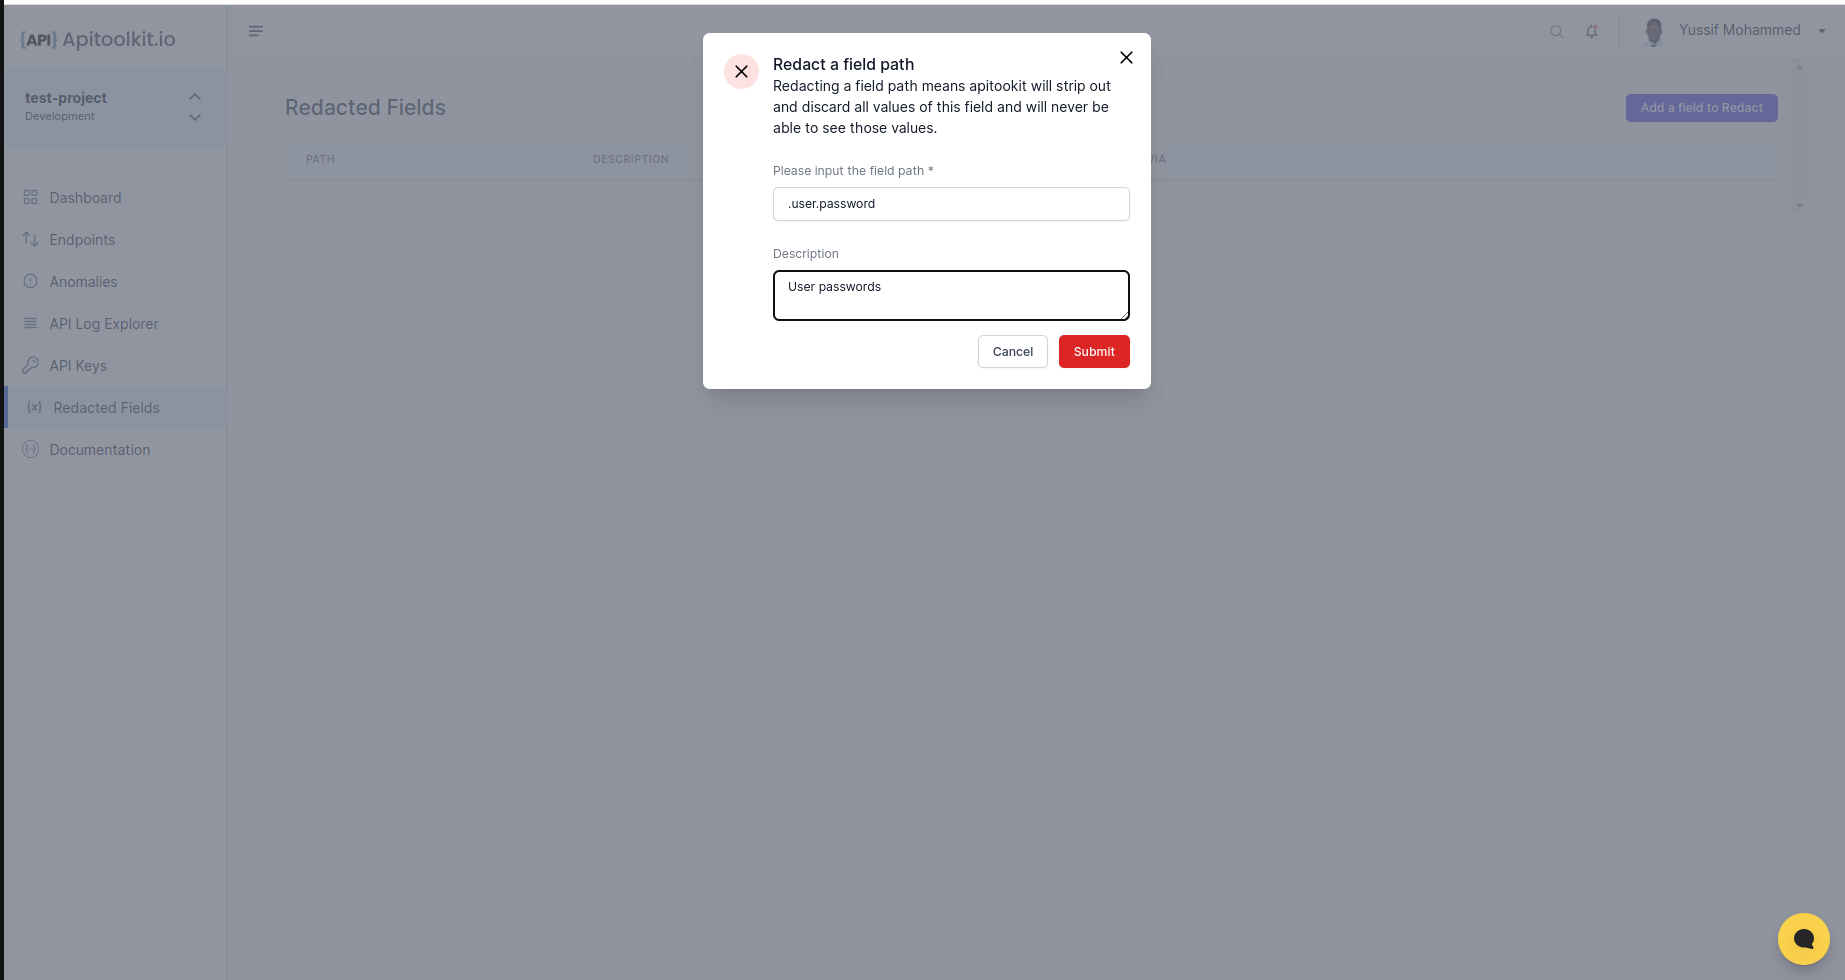 {API} Apitoolkit.io
test-project
Development
Dashboard
Endpoints
Anomalies
API Log Explorer
API Keys
(x) Redacted Fields
Documentation
Yussif Mohammed
Redacted Fields
Add a field to Redact
PATH
DESCRIPTION
VIA
Redact a field path
Redacting a field path means apitookit will strip out
and discard all values of this field and will never be
able to see those values.
Please input the field path *
.user.password
Description
User passwords
Cancel
Submit